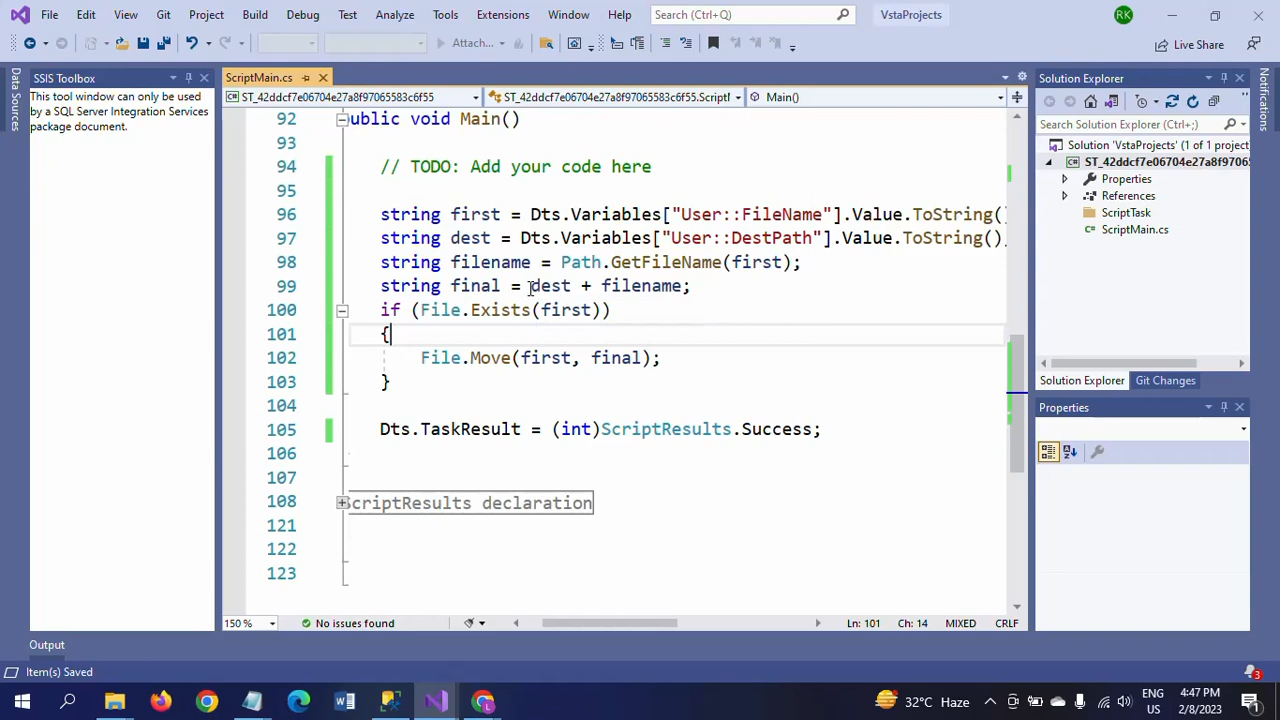 File Edit View Git Project Build Debug Test Analyze Tools Extensions Window Help Search (Ctrl+Q) VstaProjects RK
Attach... Live Share
Data Sources
SSIS Toolbox
This tool window can only be used
by a SQL Server Integration Services
package document.
ScriptMain.cs
ST_42ddcf7e06704e27a8f97065583c6f55 ST_42ddcf7e06704e27a8f97065583c6f55.Script Main()
92 ublic void Main()
93
94 // TODO: Add your code here
95
96 string first = Dts.Variables["User::FileName"].Value.ToString()
97 string dest = Dts.Variables["User::DestPath"].Value.ToString()
98 string filename = Path.GetFileName(first);
99 string final = dest + filename;
100 if (File.Exists(first))
101 {
102 File.Move(first, final);
103 }
104
105 Dts.TaskResult = (int)ScriptResults.Success;
106
107
108 criptResults declaration
121
122
123
150 % No issues found Ln: 101 Ch: 14 MIXED CRLF
Solution Explorer
Search Solution Explorer (Ctrl+;)
Solution 'VstaProjects' (1 of 1 project
ST_42ddcf7e06704e27a8f97065
Properties
References
ScriptTask
ScriptMain.cs
Solution Explorer Git Changes
Properties
Notifications
Output
Item(s) Saved 3
32°C Haze ENG US 4:47 PM 2/8/2023 1